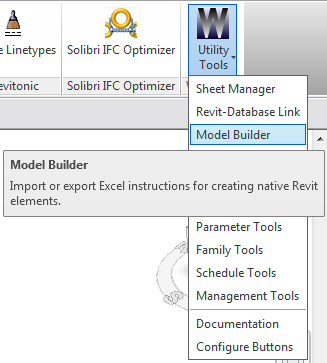 e Linetypes
Solibri IFC Optimizer
W
Utility
Tools
evitonic
Solibri IFC Optimizer
W
Sheet Manager
Revit-Database Link
Model Builder
Model Builder
Import or export Excel instructions for creating native Revit
elements.
Parameter Tools
Family Tools
Schedule Tools
Management Tools
Documentation
Configure Buttons